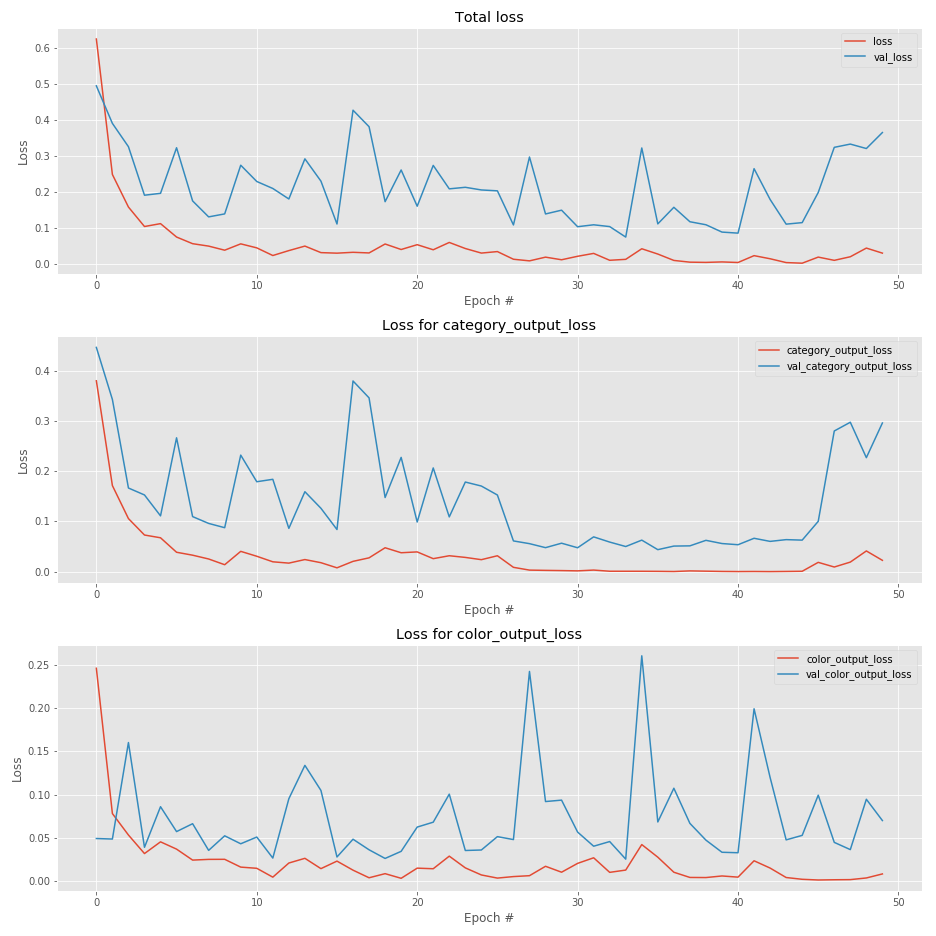 Total loss
loss
val_loss
0.6
0.5
0.4
0.3
0.2
0.1
0.0
Loss
0
10
20
30
40
50
Epoch #
Loss for category_output_loss
category_output_loss
val_category_output_loss
0.4
0.3
0.2
0.1
0.0
Loss
0
10
20
30
40
50
Epoch #
Loss for color_output_loss
color_output_loss
val_color_output_loss
0.25
0.20
0.15
0.10
0.05
0.00
Loss
0
10
20
30
40
50
Epoch #